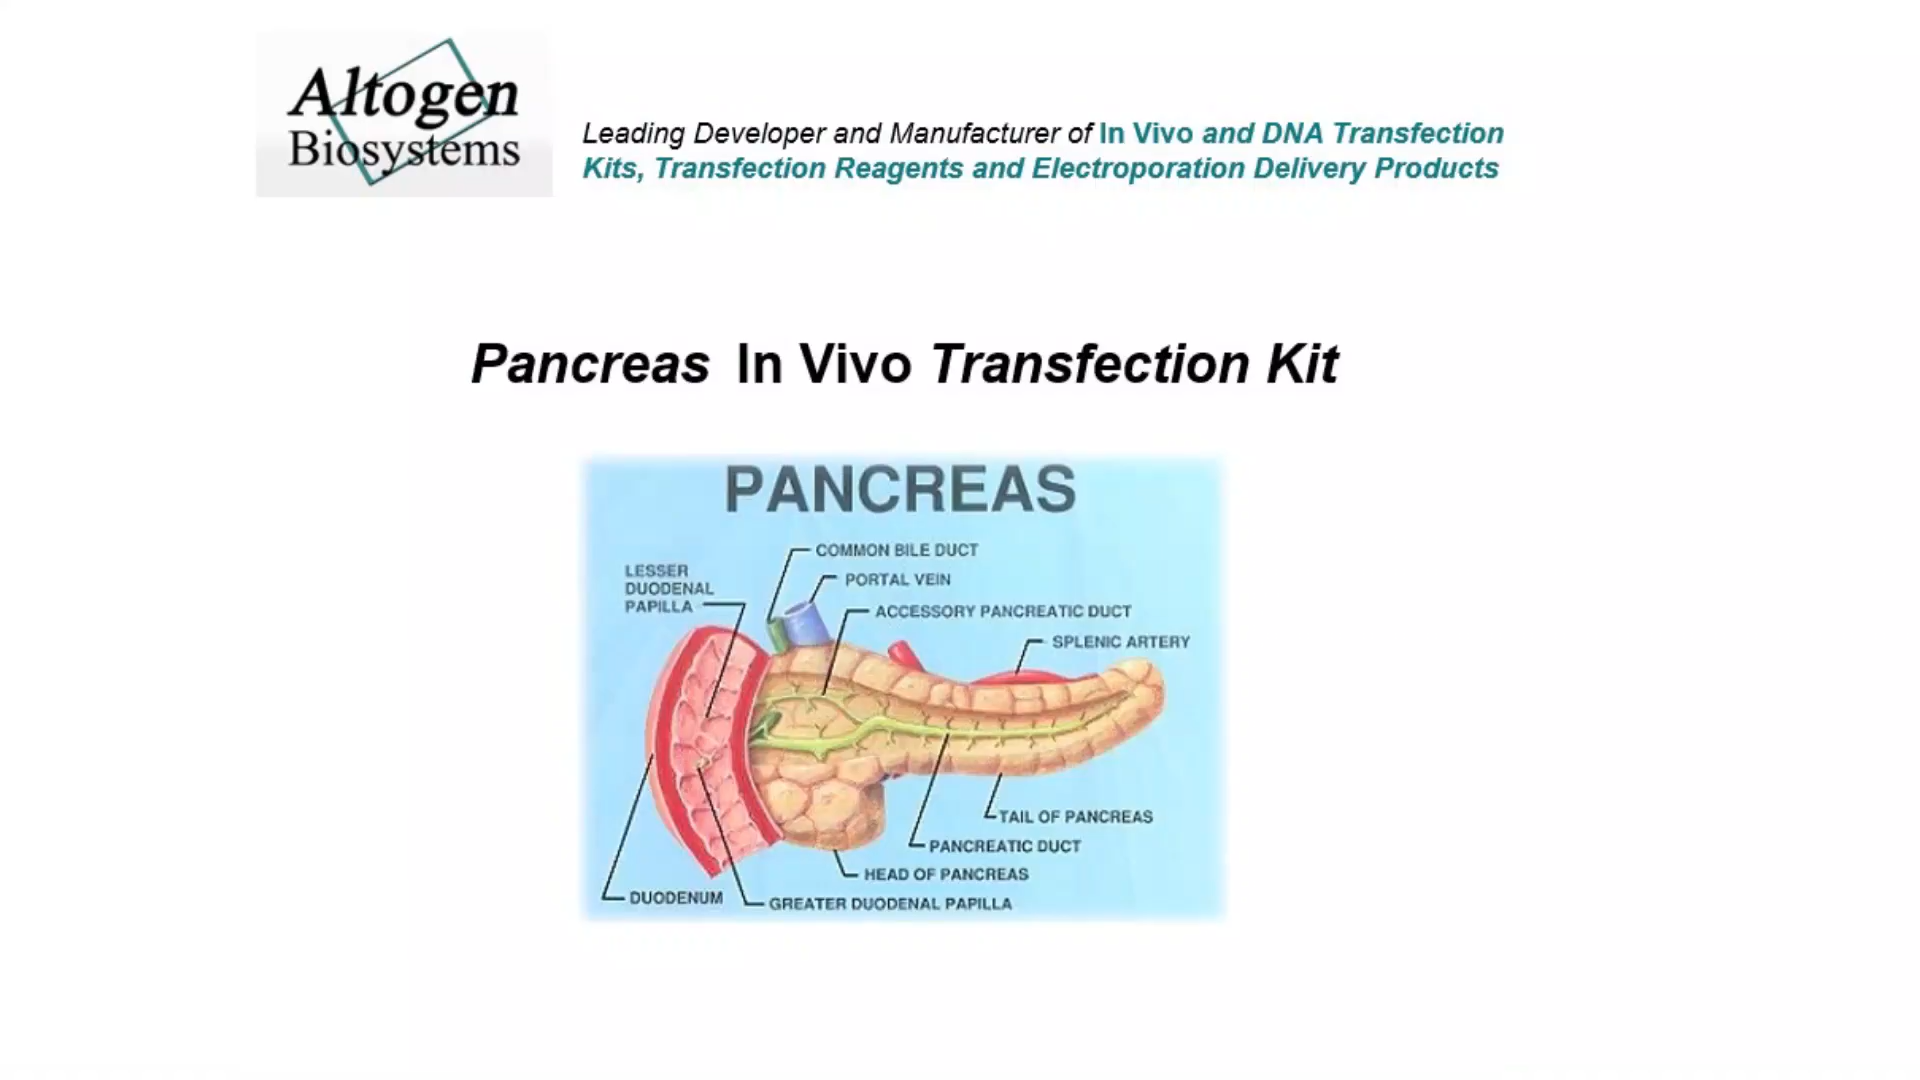 Altogen
Biosystems
Leading Developer and Manufacturer of In Vivo and DNA Transfection
Kits, Transfection Reagents and Electroporation Delivery Products
Pancreas In Vivo Transfection Kit
PANCREAS
COMMON BILE DUCT
LESSER
DUODENAL
PAPILLA
PORTAL VEIN
ACCESSORY PANCREATIC DUCT
SPLENIC ARTERY
TAIL OF PANCREAS
PANCREATIC DUCT
HEAD OF PANCREAS
DUODENUM
GREATER DUODENAL PAPILLA